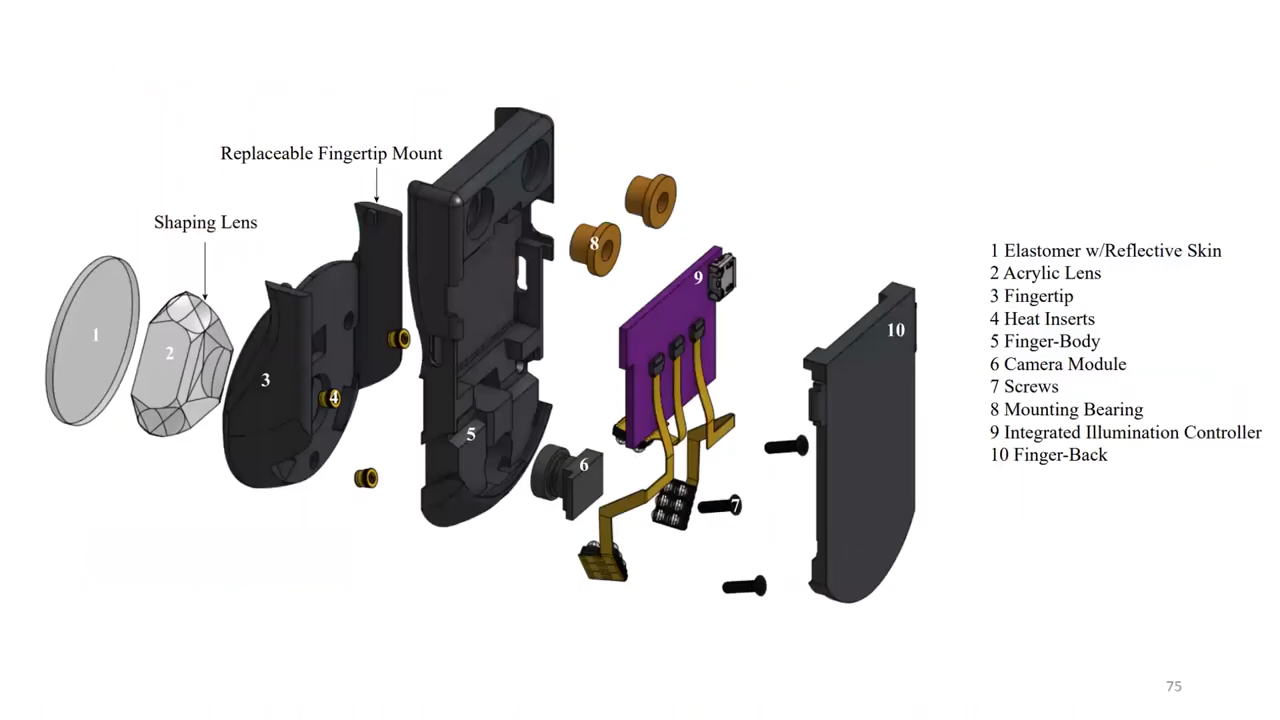 Replaceable Fingertip Mount
Shaping Lens
1
2
3
4
5
6
7
8
9
10
1 Elastomer w/Reflective Skin
2 Acrylic Lens
3 Fingertip
4 Heat Inserts
5 Finger-Body
6 Camera Module
7 Screws
8 Mounting Bearing
9 Integrated Illumination Controller
10 Finger-Back
75